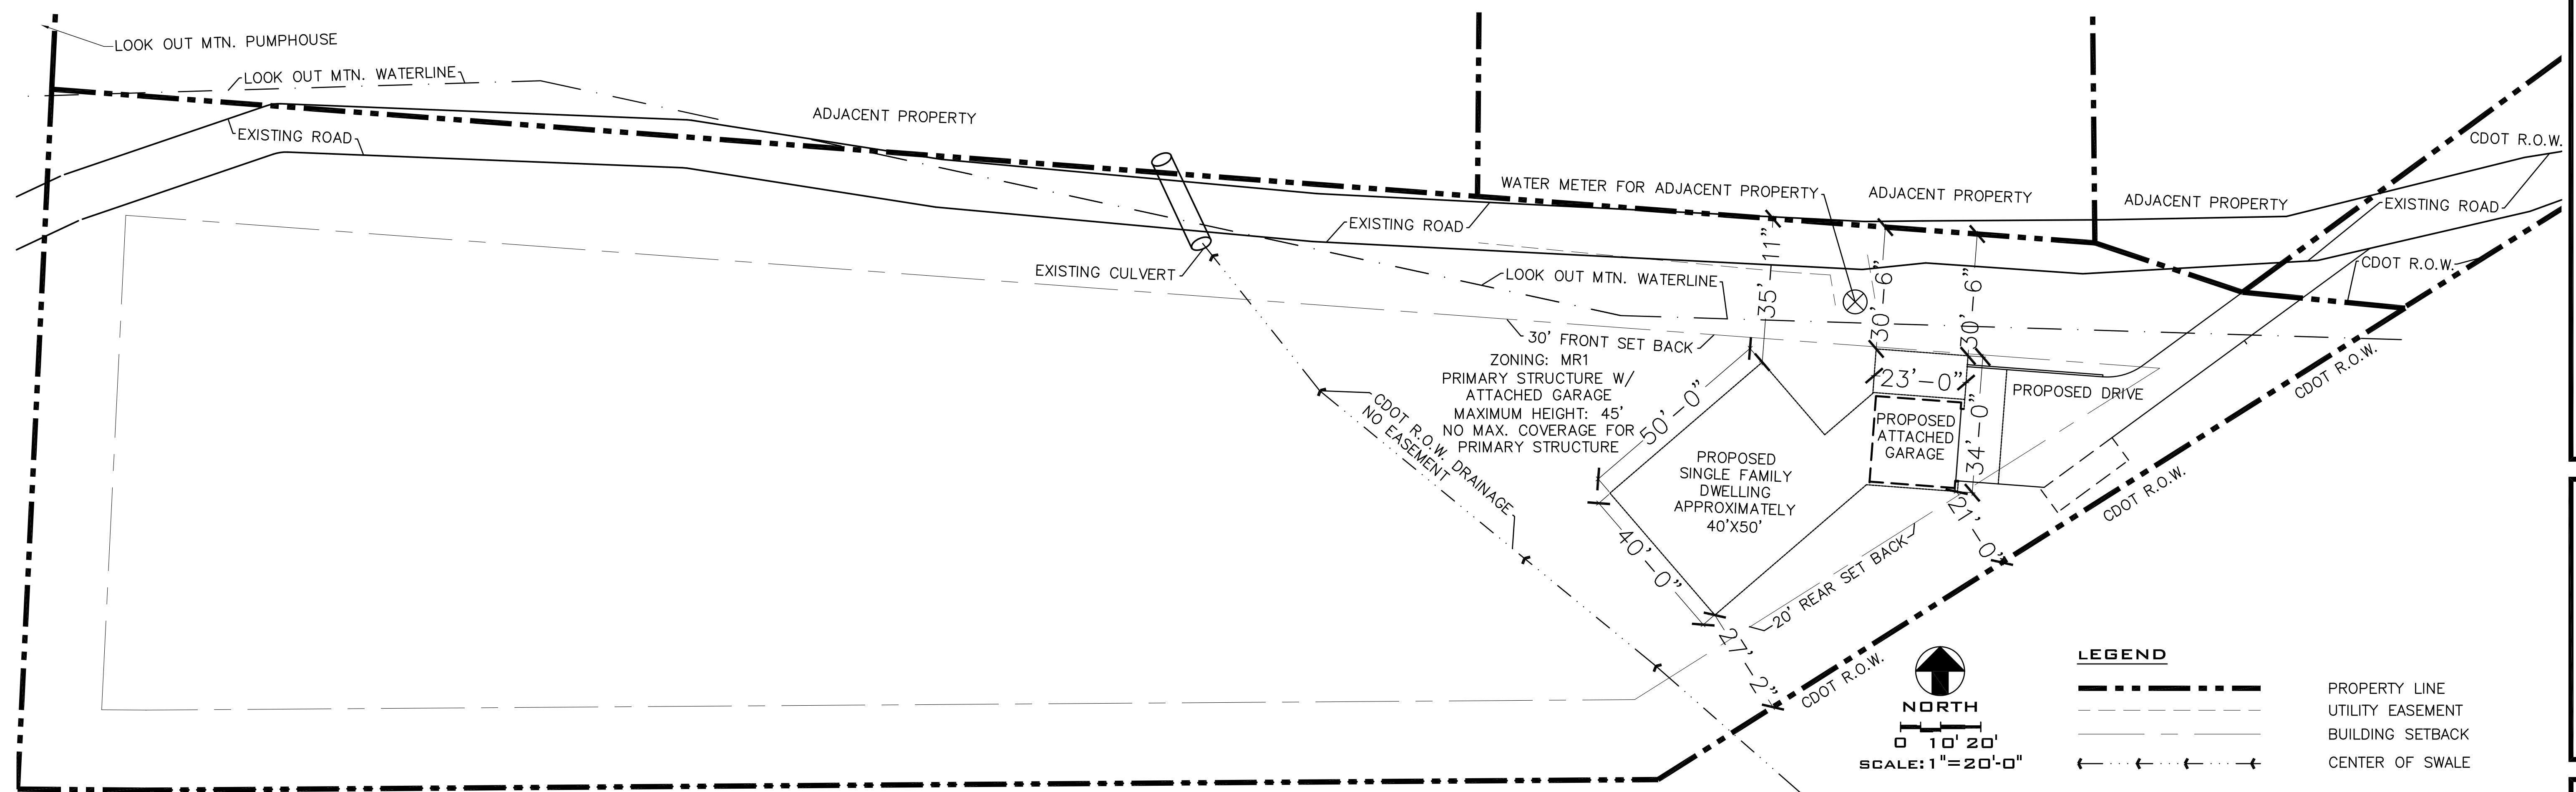 LOOK OUT MTN. PUMPHOUSE
LOOK OUT MTN. WATERLINE
EXISTING ROAD
ADJACENT PROPERTY
EXISTING CULVERT
WATER METER FOR ADJACENT PROPERTY
EXISTING ROAD
ADJACENT PROPERTY
ADJACENT PROPERTY
CDOT R.O.W.
EXISTING ROAD
CDOT R.O.W.
LOOK OUT MTN. WATERLINE
35'-11"
30'-6"
30'-6"
30' FRONT SET BACK
ZONING: MR1
PRIMARY STRUCTURE W/
ATTACHED GARAGE
MAXIMUM HEIGHT: 45'
NO MAX. COVERAGE FOR
PRIMARY STRUCTURE
CDOT R.O.W. DRAINAGE
NO EASEMENT
50'-0"
23'-0"
34'-0"
PROPOSED
ATTACHED
GARAGE
PROPOSED DRIVE
PROPOSED
SINGLE FAMILY
DWELLING
APPROXIMATELY
40'X50'
40'-0"
21'-0"
27'-2"
20' REAR SET BACK
CDOT R.O.W.
CDOT R.O.W.
CDOT R.O.W.
NORTH
0 10' 20'
SCALE:1"=20'-0"
LEGEND
PROPERTY LINE
UTILITY EASEMENT
BUILDING SETBACK
CENTER OF SWALE